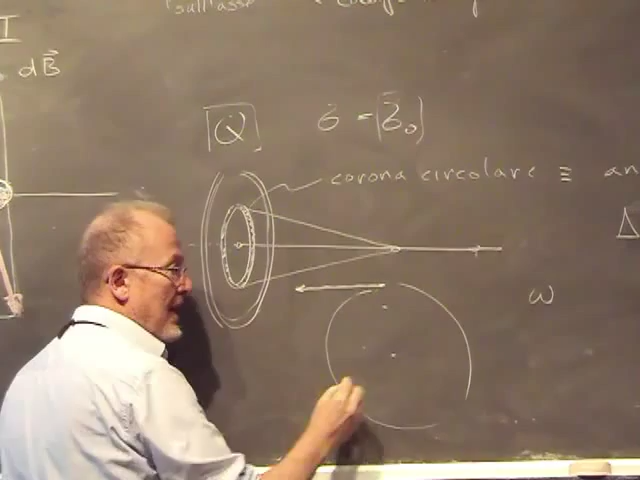 sull'asse
I
dB⃗
[Q]
corona circolare ≡ an
Δ
ω